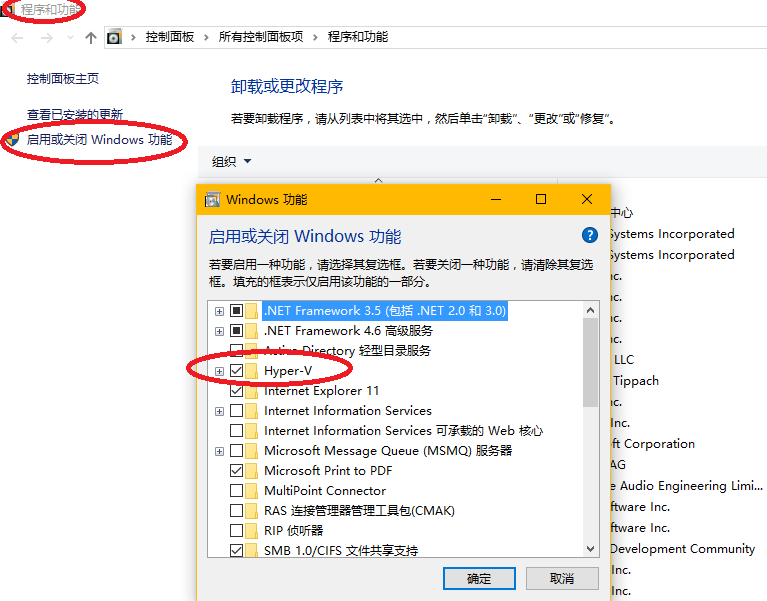 程序和功能
控制面板 › 所有控制面板项 › 程序和功能
控制面板主页
查看已安装的更新
启用或关闭 Windows 功能
卸载或更改程序
若要卸载程序，请从列表中将其选中，然后单击“卸载”、“更改”或“修复”。
组织
Windows 功能
启用或关闭 Windows 功能
若要启用一种功能，请选择其复选框。若要关闭一种功能，请清除其复选
框。填充的框表示仅启用该功能的一部分。
.NET Framework 3.5 (包括 .NET 2.0 和 3.0)
.NET Framework 4.6 高级服务
Active Directory 轻型目录服务
Hyper-V
Internet Explorer 11
Internet Information Services
Internet Information Services 可承载的 Web 核心
Microsoft Message Queue (MSMQ) 服务器
Microsoft Print to PDF
MultiPoint Connector
RAS 连接管理器管理工具包(CMAK)
RIP 侦听器
SMB 1.0/CIFS 文件共享支持
确定
取消
中心
Systems Incorporated
Systems Incorporated
nc.
nc.
nc.
nc.
LLC
Tippach
nc.
Inc.
ft Corporation
AG
e Audio Engineering Limi...
ftware Inc.
ftware Inc.
Development Community
Inc.
Inc.